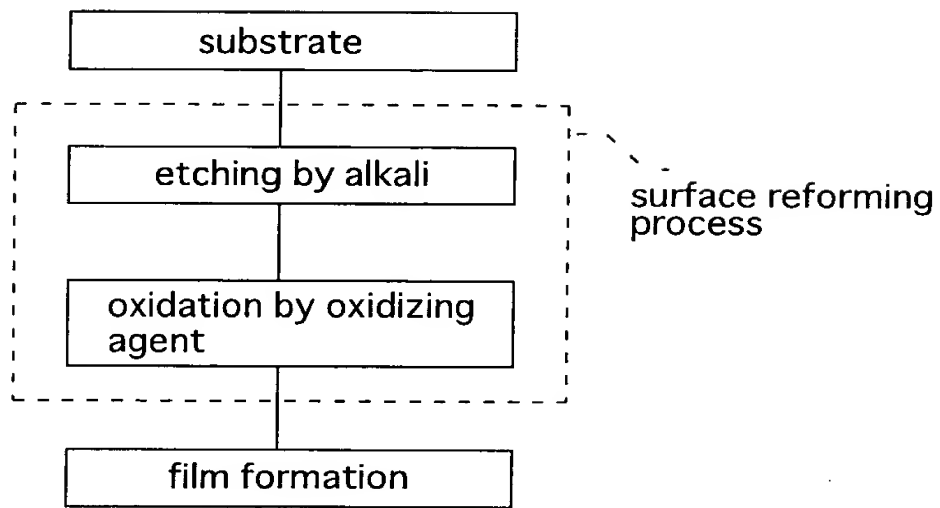 substrate
etching by alkali
surface reforming
process
oxidation by oxidizing
agent
film formation